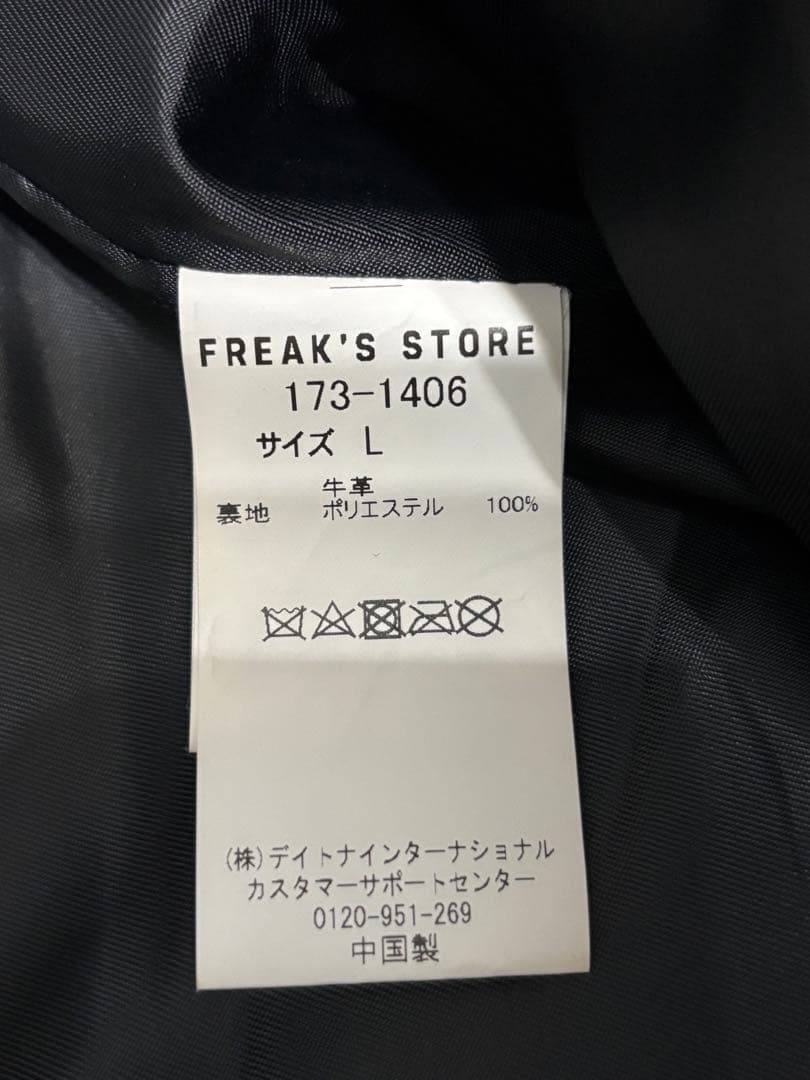 FREAK'S STORE
173-1406
サイズ L
牛革
裏地 ポリエステル 100%
(株)デイトナインターナショナル
カスタマーサポートセンター
0120-951-269
中国製